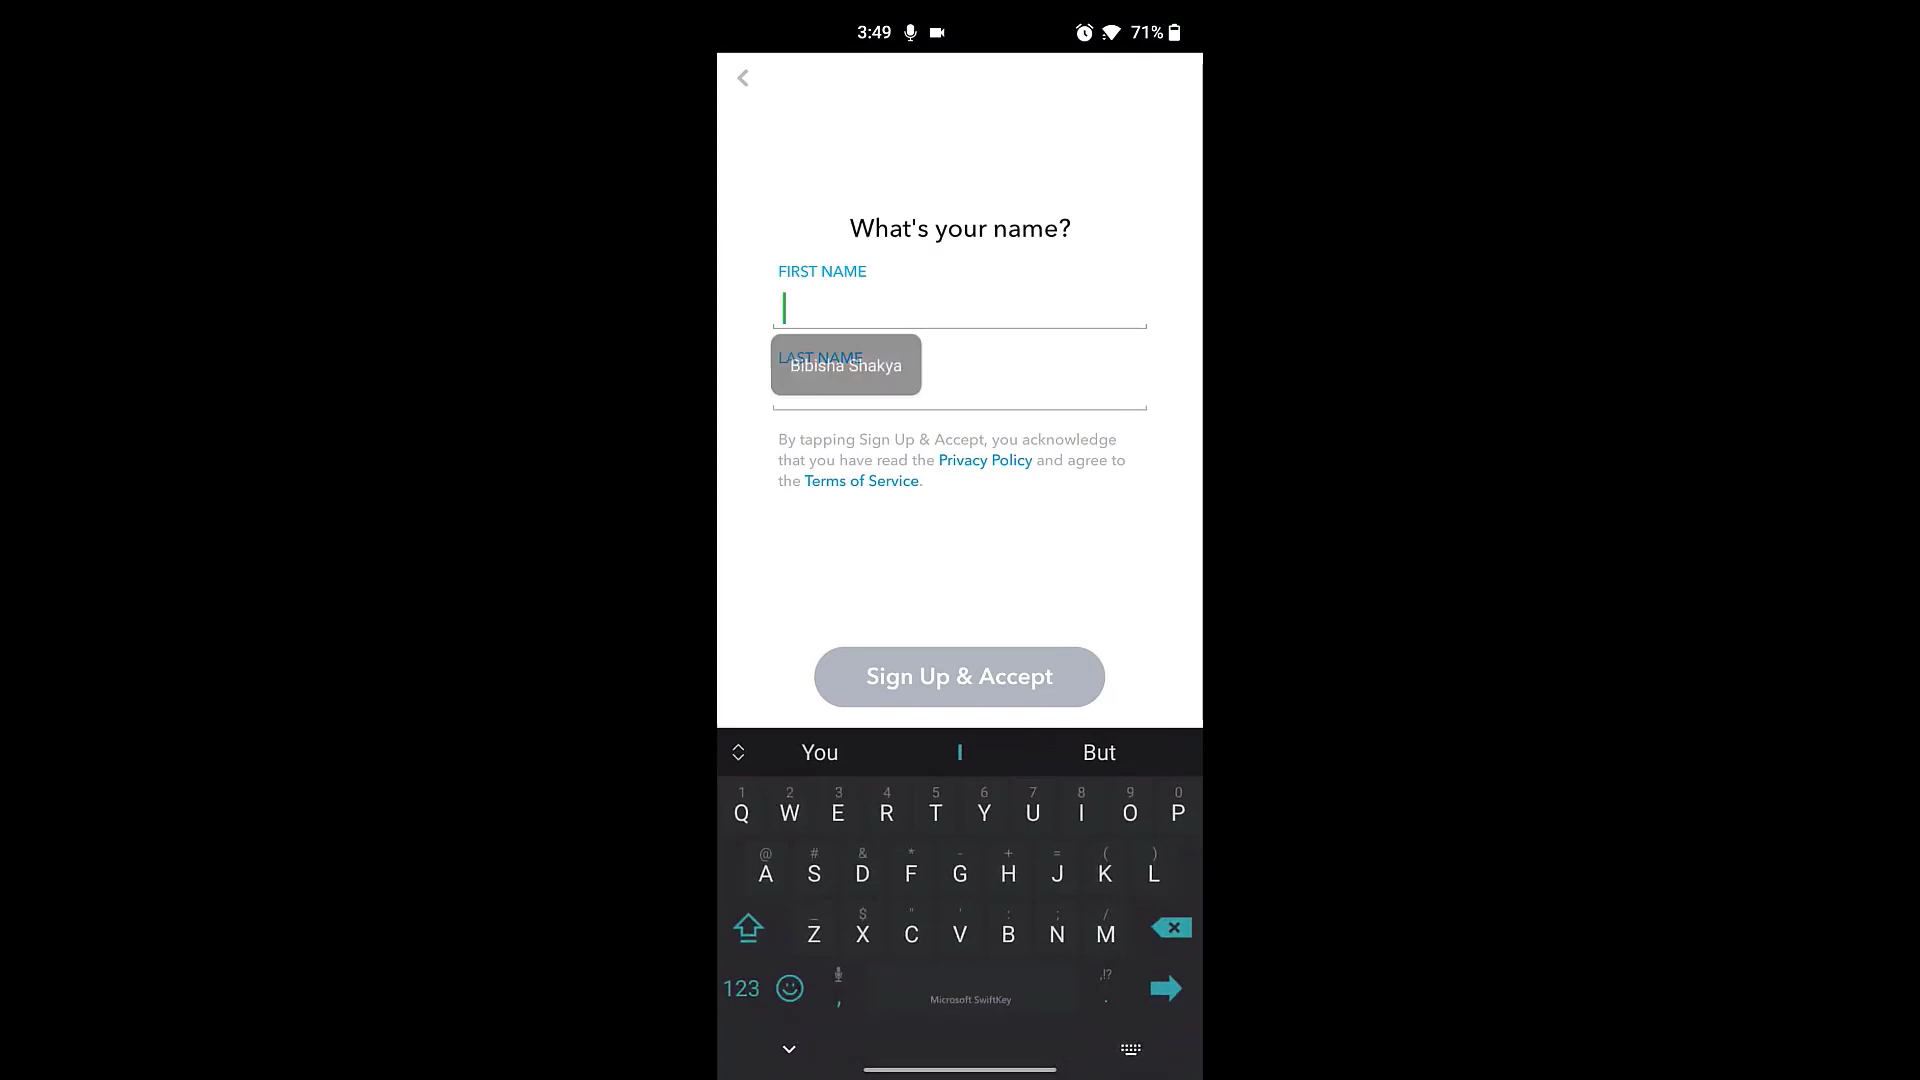 3:49 71%
What's your name?
FIRST NAME
LAST NAME
Bibisha Shakya
By tapping Sign Up & Accept, you acknowledge
that you have read the Privacy Policy and agree to
the Terms of Service.
Sign Up & Accept
You I But
1 2 3 4 5 6 7 8 9 0
Q W E R T Y U I O P
@ # & * - + = ( )
A S D F G H J K L
_ $ " ' : ; /
Z X C V B N M
,!?
123 , .
Microsoft SwiftKey